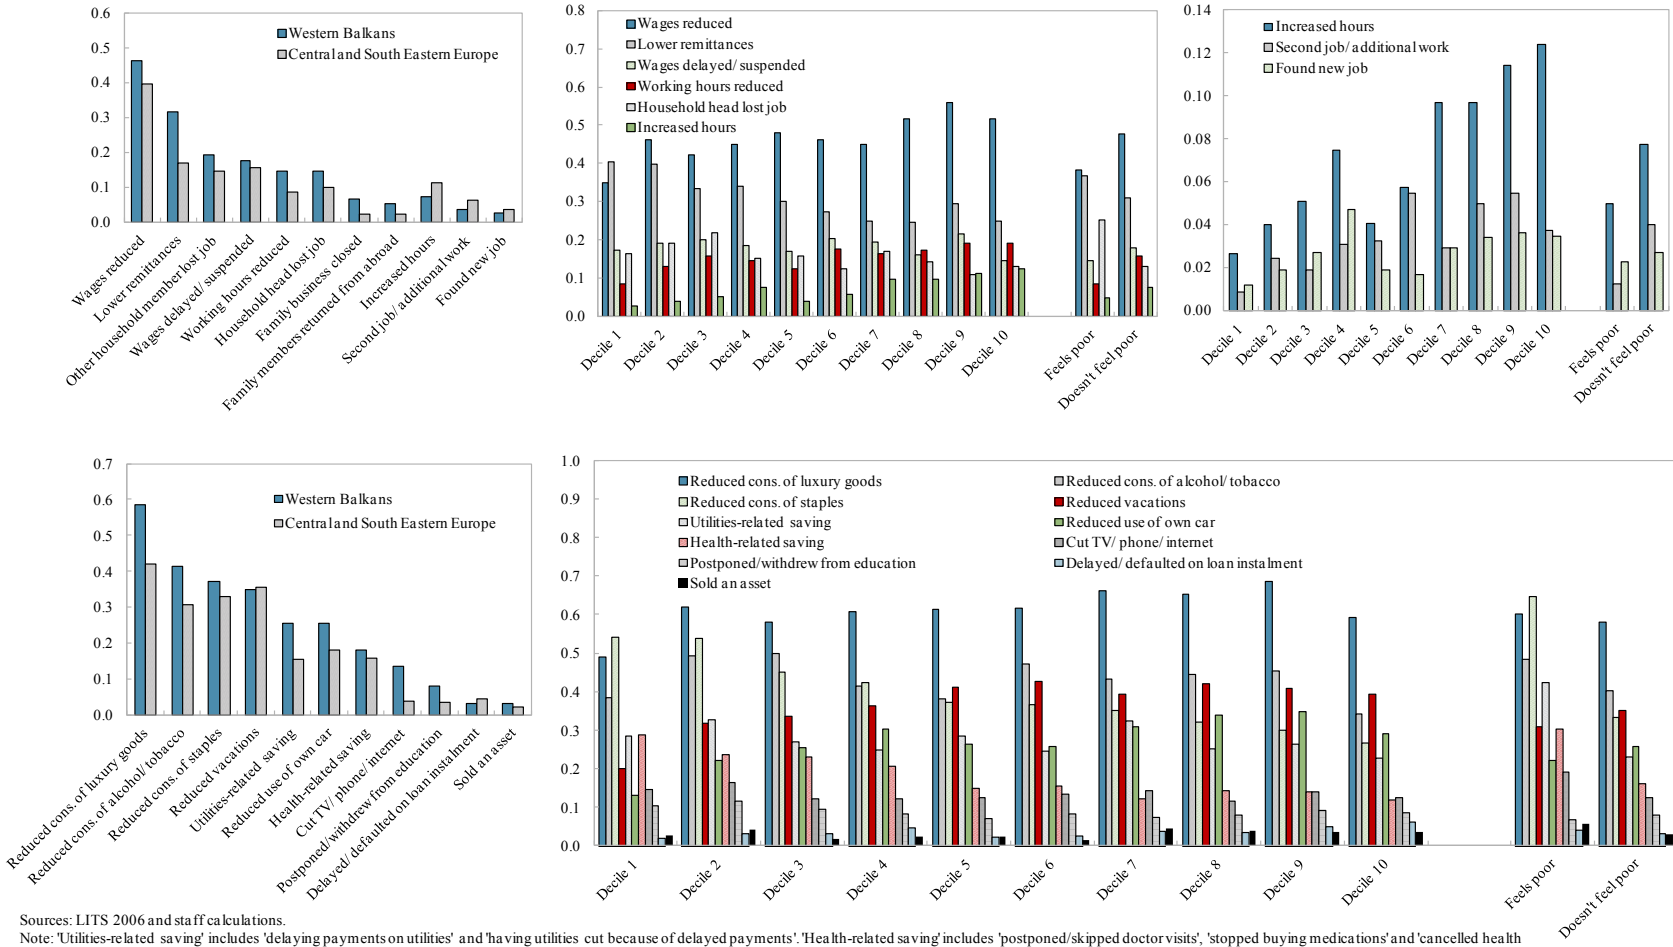 0.6
0.5
0.4
0.3
0.2
0.1
0.0
Western Balkans
Central and South Eastern Europe
Wages reduced
Lower remittances
Other household member lost job
Wages delayed/ suspended
Working hours reduced
Household head lost job
Family business closed
Family members returned from abroad
Increased hours
Second job/ additional work
Found new job
0.8
0.7
0.6
0.5
0.4
0.3
0.2
0.1
0.0
Wages reduced
Lower remittances
Wages delayed/ suspended
Working hours reduced
Household head lost job
Increased hours
Decile 1
Decile 2
Decile 3
Decile 4
Decile 5
Decile 6
Decile 7
Decile 8
Decile 9
Decile 10
Feels poor
Doesn't feel poor
0.14
0.12
0.10
0.08
0.06
0.04
0.02
0.00
Increased hours
Second job/ additional work
Found new job
Decile 1
Decile 2
Decile 3
Decile 4
Decile 5
Decile 6
Decile 7
Decile 8
Decile 9
Decile 10
Feels poor
Doesn't feel poor
0.7
0.6
0.5
0.4
0.3
0.2
0.1
0.0
Western Balkans
Central and South Eastern Europe
Reduced cons. of luxury goods
Reduced cons. of alcohol/ tobacco
Reduced cons. of staples
Reduced vacations
Utilities-related saving
Reduced use of own car
Health-related saving
Cut TV/ phone/ internet
Postponed/withdrew from education
Delayed/ defaulted on loan instalment
Sold an asset
1.0
0.9
0.8
0.7
0.6
0.5
0.4
0.3
0.2
0.1
0.0
Reduced cons. of luxury goods
Reduced cons. of alcohol/ tobacco
Reduced cons. of staples
Reduced vacations
Utilities-related saving
Reduced use of own car
Health-related saving
Cut TV/ phone/ internet
Postponed/withdrew from education
Delayed/ defaulted on loan instalment
Sold an asset
Decile 1
Decile 2
Decile 3
Decile 4
Decile 5
Decile 6
Decile 7
Decile 8
Decile 9
Decile 10
Feels poor
Doesn't feel poor
Sources: LITS 2006 and staff calculations.
Note: 'Utilities-related saving' includes 'delaying payments on utilities' and 'having utilities cut because of delayed payments'. 'Health-related saving' includes 'postponed/skipped doctor visits', 'stopped buying medications' and 'cancelled health